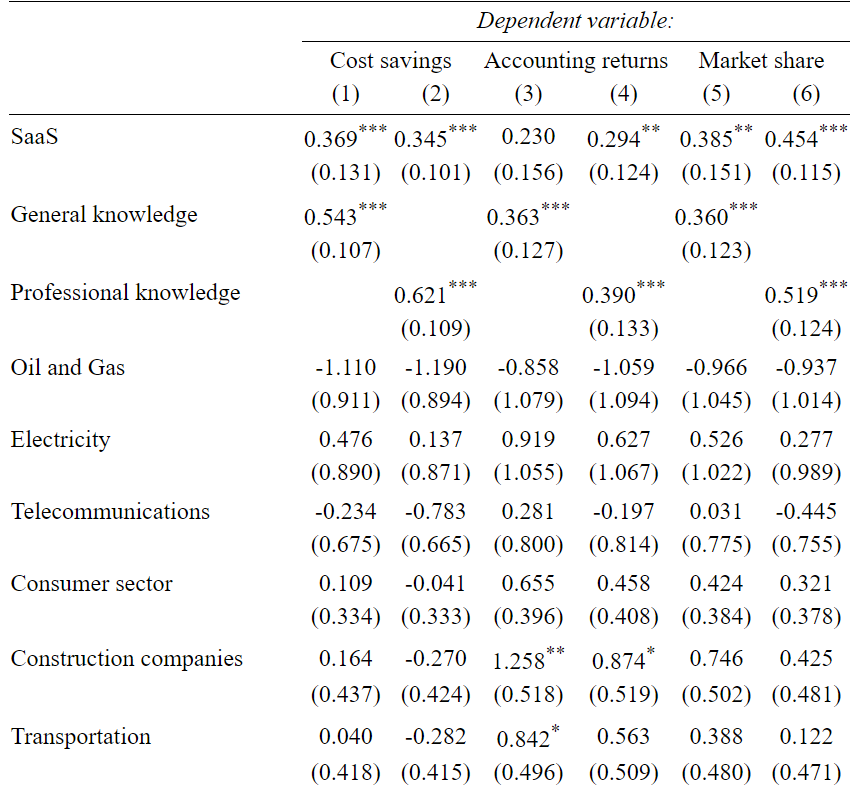 Dependent variable:
Cost savings Accounting returns Market share
(1) (2) (3) (4) (5) (6)
SaaS 0.369*** 0.345*** 0.230 0.294** 0.385** 0.454***
(0.131) (0.101) (0.156) (0.124) (0.151) (0.115)
General knowledge 0.543*** 0.363*** 0.360***
(0.107) (0.127) (0.123)
Professional knowledge 0.621*** 0.390*** 0.519***
(0.109) (0.133) (0.124)
Oil and Gas -1.110 -1.190 -0.858 -1.059 -0.966 -0.937
(0.911) (0.894) (1.079) (1.094) (1.045) (1.014)
Electricity 0.476 0.137 0.919 0.627 0.526 0.277
(0.890) (0.871) (1.055) (1.067) (1.022) (0.989)
Telecommunications -0.234 -0.783 0.281 -0.197 0.031 -0.445
(0.675) (0.665) (0.800) (0.814) (0.775) (0.755)
Consumer sector 0.109 -0.041 0.655 0.458 0.424 0.321
(0.334) (0.333) (0.396) (0.408) (0.384) (0.378)
Construction companies 0.164 -0.270 1.258** 0.874* 0.746 0.425
(0.437) (0.424) (0.518) (0.519) (0.502) (0.481)
Transportation 0.040 -0.282 0.842* 0.563 0.388 0.122
(0.418) (0.415) (0.496) (0.509) (0.480) (0.471)